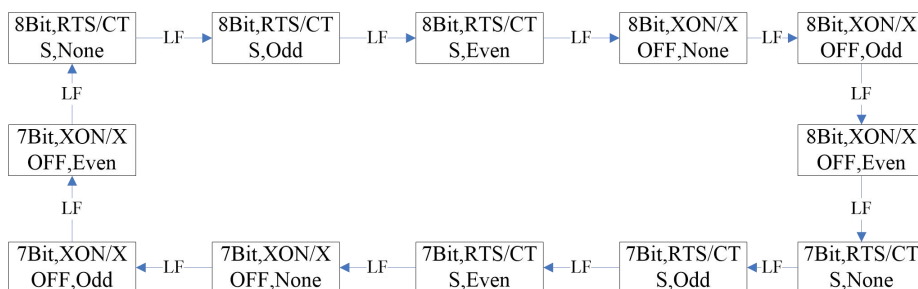 8Bit,RTS/CT
S,None
LF
8Bit,RTS/CT
S,Odd
LF
8Bit,RTS/CT
S,Even
LF
8Bit,XON/X
OFF,None
LF
8Bit,XON/X
OFF,Odd
LF
8Bit,XON/X
OFF,Even
LF
7Bit,RTS/CT
S,None
LF
7Bit,RTS/CT
S,Odd
LF
7Bit,RTS/CT
S,Even
LF
7Bit,XON/X
OFF,None
LF
7Bit,XON/X
OFF,Odd
LF
7Bit,XON/X
OFF,Even
LF